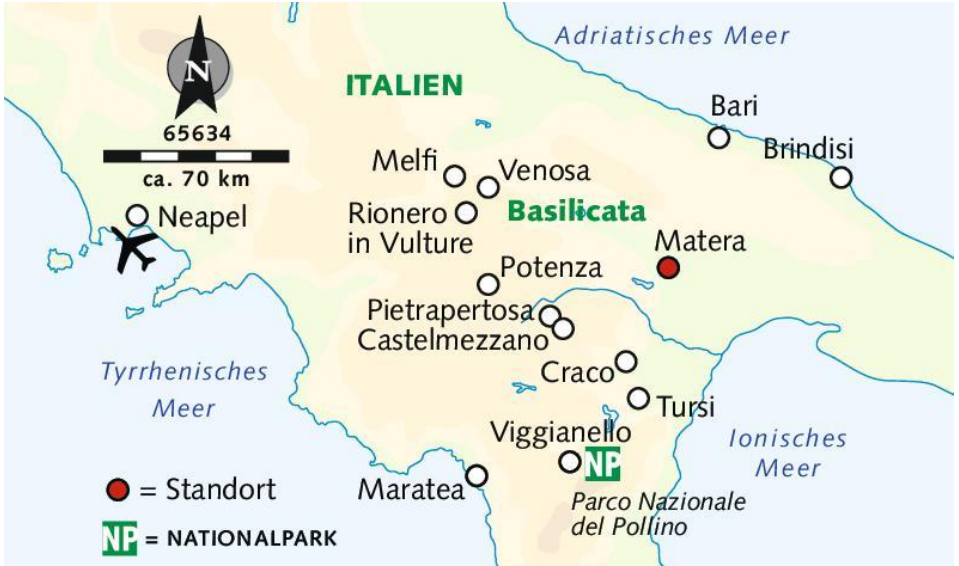 Adriatisches Meer
N
ITALIEN
65634
ca. 70 km
Bari
Brindisi
Melfi
Venosa
Neapel
Rionero
in Vulture
Basilicata
Matera
Potenza
Pietrapertosa
Castelmezzano
Tyrrhenisches
Meer
Craco
Tursi
Viggianello
Ionisches
Meer
NP
Maratea
Parco Nazionale
del Pollino
= Standort
NP = NATIONALPARK